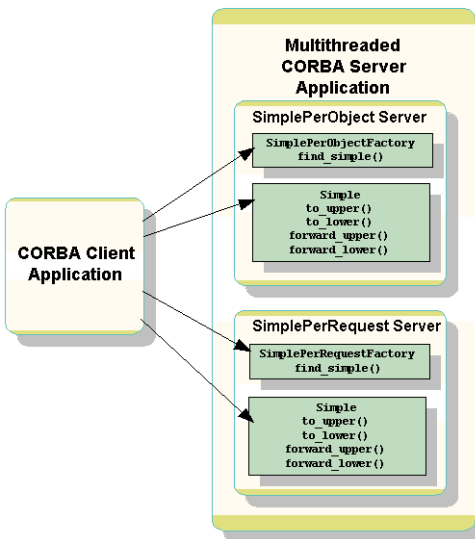 Multithreaded
CORBA Server
Application
SimplePerObject Server
SimplePerObjectFactory
find_simple()
Simple
to_upper()
to_lower()
forward_upper()
forward_lower()
CORBA Client
Application
SimplePerRequest Server
SimplePerRequestFactory
find_simple()
Simple
to_upper()
to_lower()
forward_upper()
forward_lower()